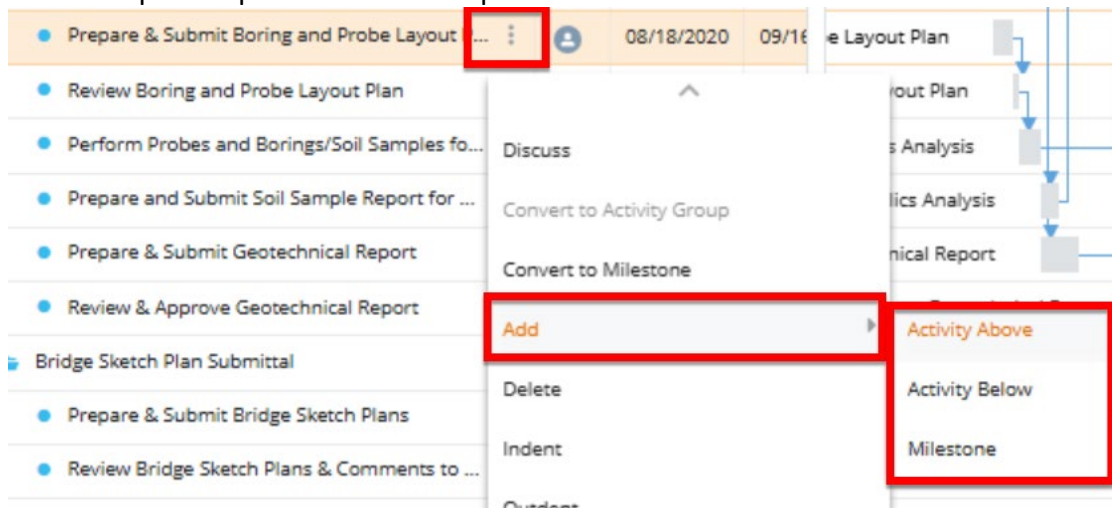 Prepare & Submit Boring and Probe Layout P... 08/18/2020 09/16 e Layout Plan
Review Boring and Probe Layout Plan
yout Plan
Perform Probes and Borings/Soil Samples fo...
Discuss
s Analysis
Prepare and Submit Soil Sample Report for ...
Convert to Activity Group
lics Analysis
Prepare & Submit Geotechnical Report
Convert to Milestone
nical Report
Review & Approve Geotechnical Report
Add
Activity Above
Bridge Sketch Plan Submittal
Delete
Activity Below
Prepare & Submit Bridge Sketch Plans
Indent
Milestone
Review Bridge Sketch Plans & Comments to ...